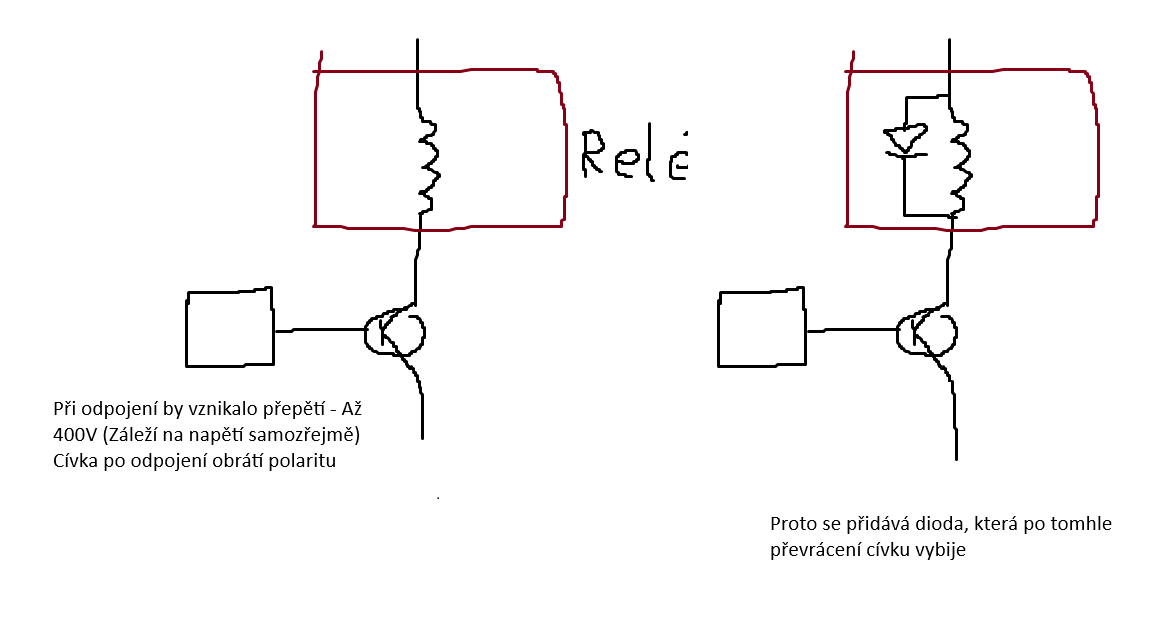 Relé
Při odpojení by vznikalo přepětí - Až
400V (Záleží na napětí samozřejmě)
Cívka po odpojení obrátí polaritu
Proto se přidává dioda, která po tomhle
převrácení cívku vybije